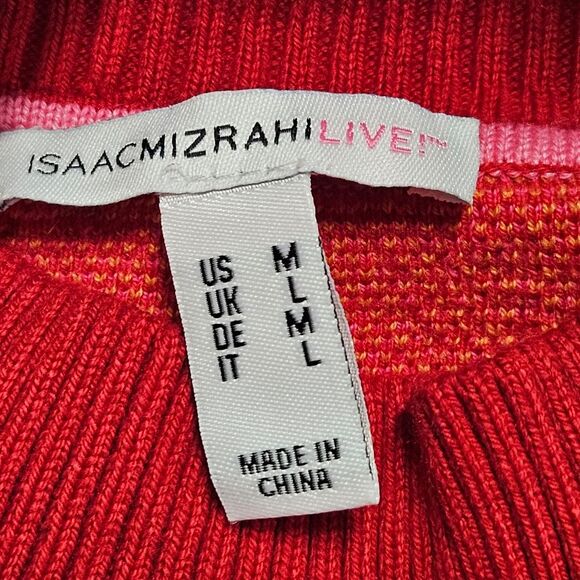 ISAACMIZRAHILIVE!™
US M
UK L
DE M
IT L
MADE IN
CHINA